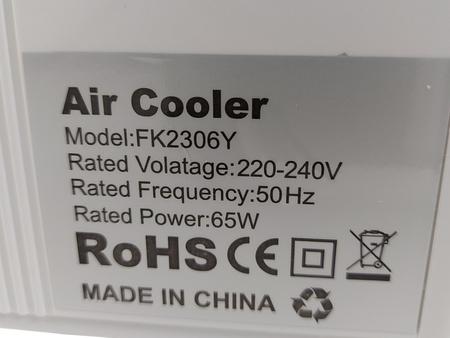 Air Cooler
Model:FK2306Y
Rated Volatage:220-240V
Rated Frequency:50Hz
Rated Power:65W
RoHS CE
MADE IN CHINA